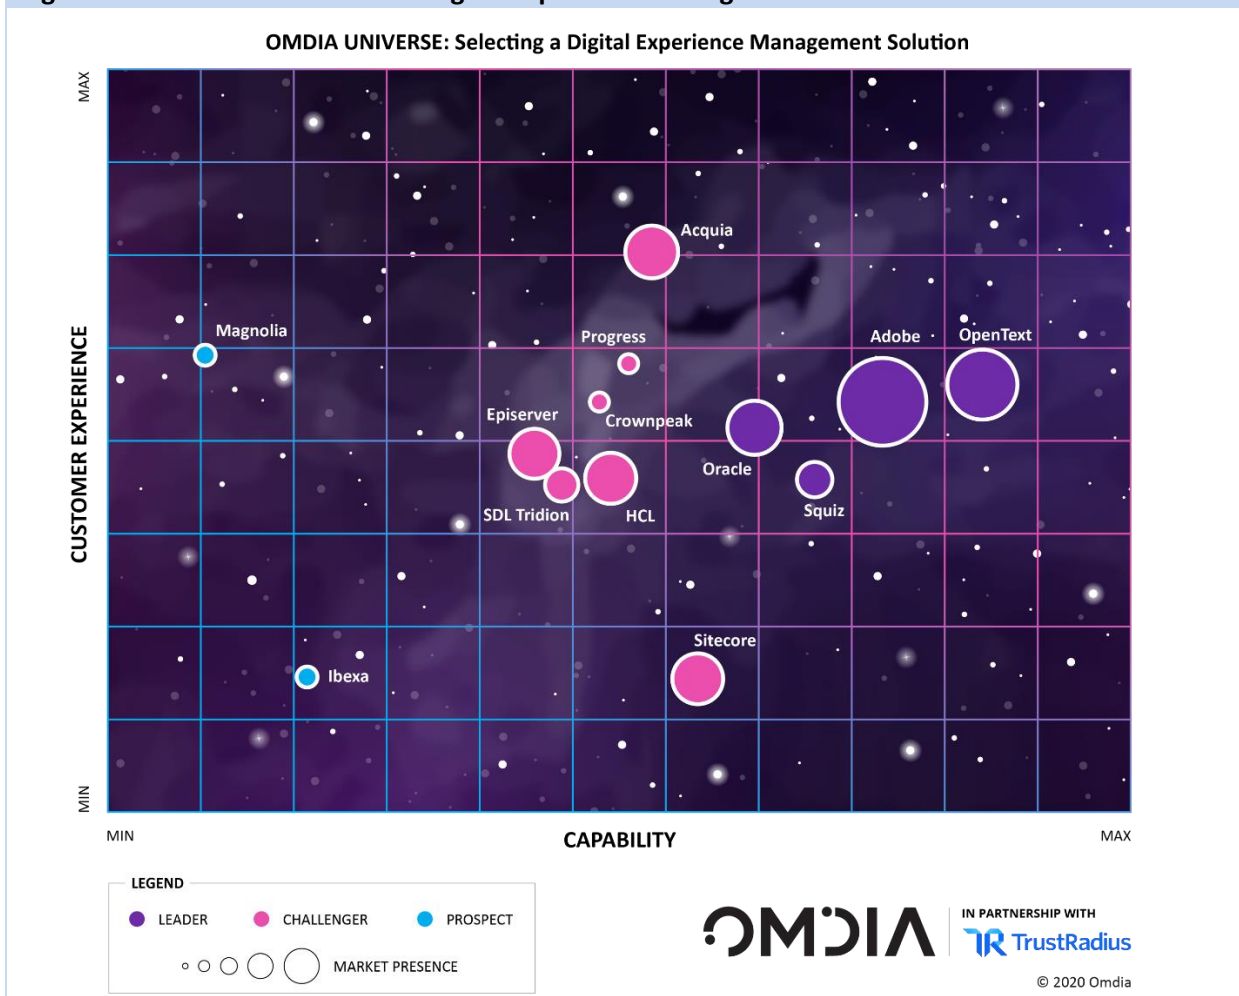 OMDIA UNIVERSE: Selecting a Digital Experience Management Solution
MAX
CUSTOMER EXPERIENCE
MIN
Acquia
Magnolia
Progress
Adobe
OpenText
Episerver
Crownpeak
Oracle
SDL Tridion
HCL
Squiz
Sitecore
Ibexa
MIN
CAPABILITY
MAX
LEGEND
LEADER
CHALLENGER
PROSPECT
MARKET PRESENCE
OMDIA
IN PARTNERSHIP WITH
TR TrustRadius
© 2020 Omdia